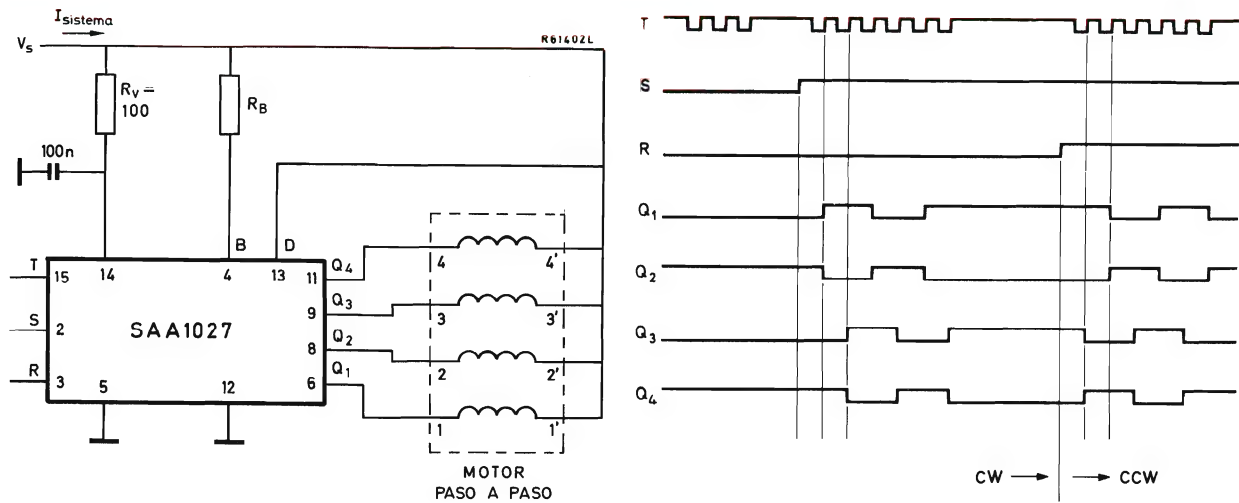 I sistema
Vs
R61402L
RV =
100
RB
100n
B
D
T
15
14
4
13
11
Q4
4
4'
S
2
SAA1027
9
Q3
3
3'
8
Q2
2
2'
R
3
5
12
6
Q1
1
1'
MOTOR
PASO A PASO
T
S
R
Q1
Q2
Q3
Q4
CW
CCW